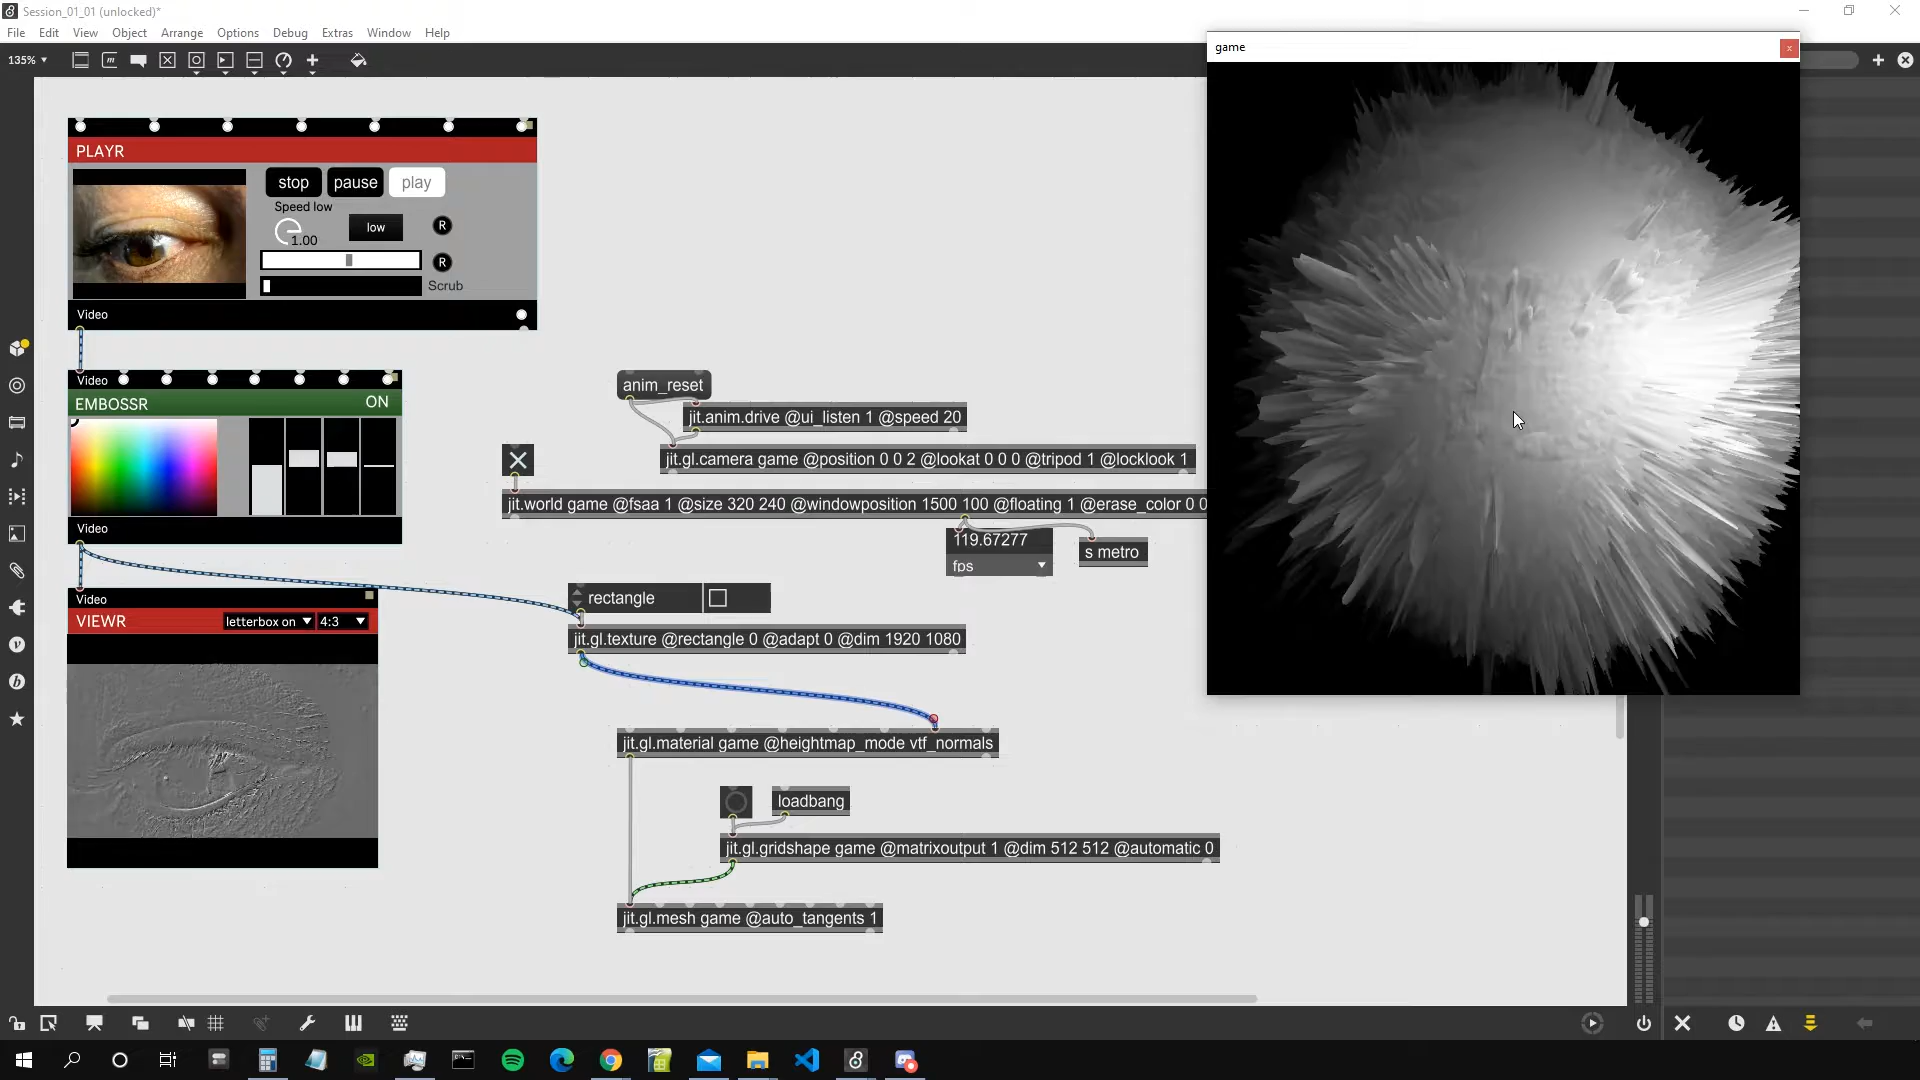 Session_01_01 (unlocked)*
File Edit View Object Arrange Options Debug Extras Window Help
135%
game
PLAYR
stop pause play
Speed low
1.00
low
R
R
Scrub
Video
Video
EMBOSSR ON
Video
Video
VIEWR letterbox on 4:3
anim_reset
jit.anim.drive @ui_listen 1 @speed 20
jit.gl.camera game @position 0 0 2 @lookat 0 0 0 @tripod 1 @locklook 1
jit.world game @fsaa 1 @size 320 240 @windowposition 1500 100 @floating 1 @erase_color 0 0
119.67277
fps
s metro
rectangle
jit.gl.texture @rectangle 0 @adapt 0 @dim 1920 1080
jit.gl.material game @heightmap_mode vtf_normals
loadbang
jit.gl.gridshape game @matrixoutput 1 @dim 512 512 @automatic 0
jit.gl.mesh game @auto_tangents 1